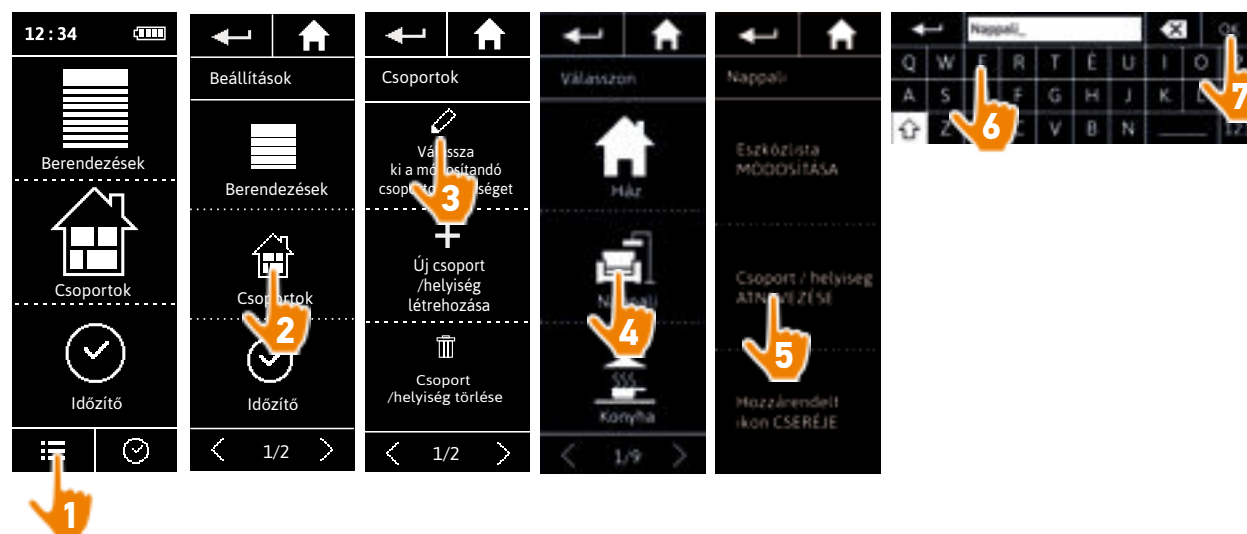 12:34
Berendezések
Csoportok
Időzítő
1
Beállítások
Berendezések
Csoportok
Időzítő
1/2
2
Csoportok
ki a módosítandó
3
Új csoport
/helyiség
létrehozása
Csoport
/helyiség törlése
1/2
Válasszon
Ház
Nappali
4
Konyha
1/9
Nappali
Eszközlista
MÓDOSÍTÁSA
Csoport / helyiség
ÁTNEVEZÉSE
5
Hozzárendelt
ikon CSERÉJE
Nappali_
OK
Q W E R T É U I O
A S F G H J K L
Z C V B N
6
7